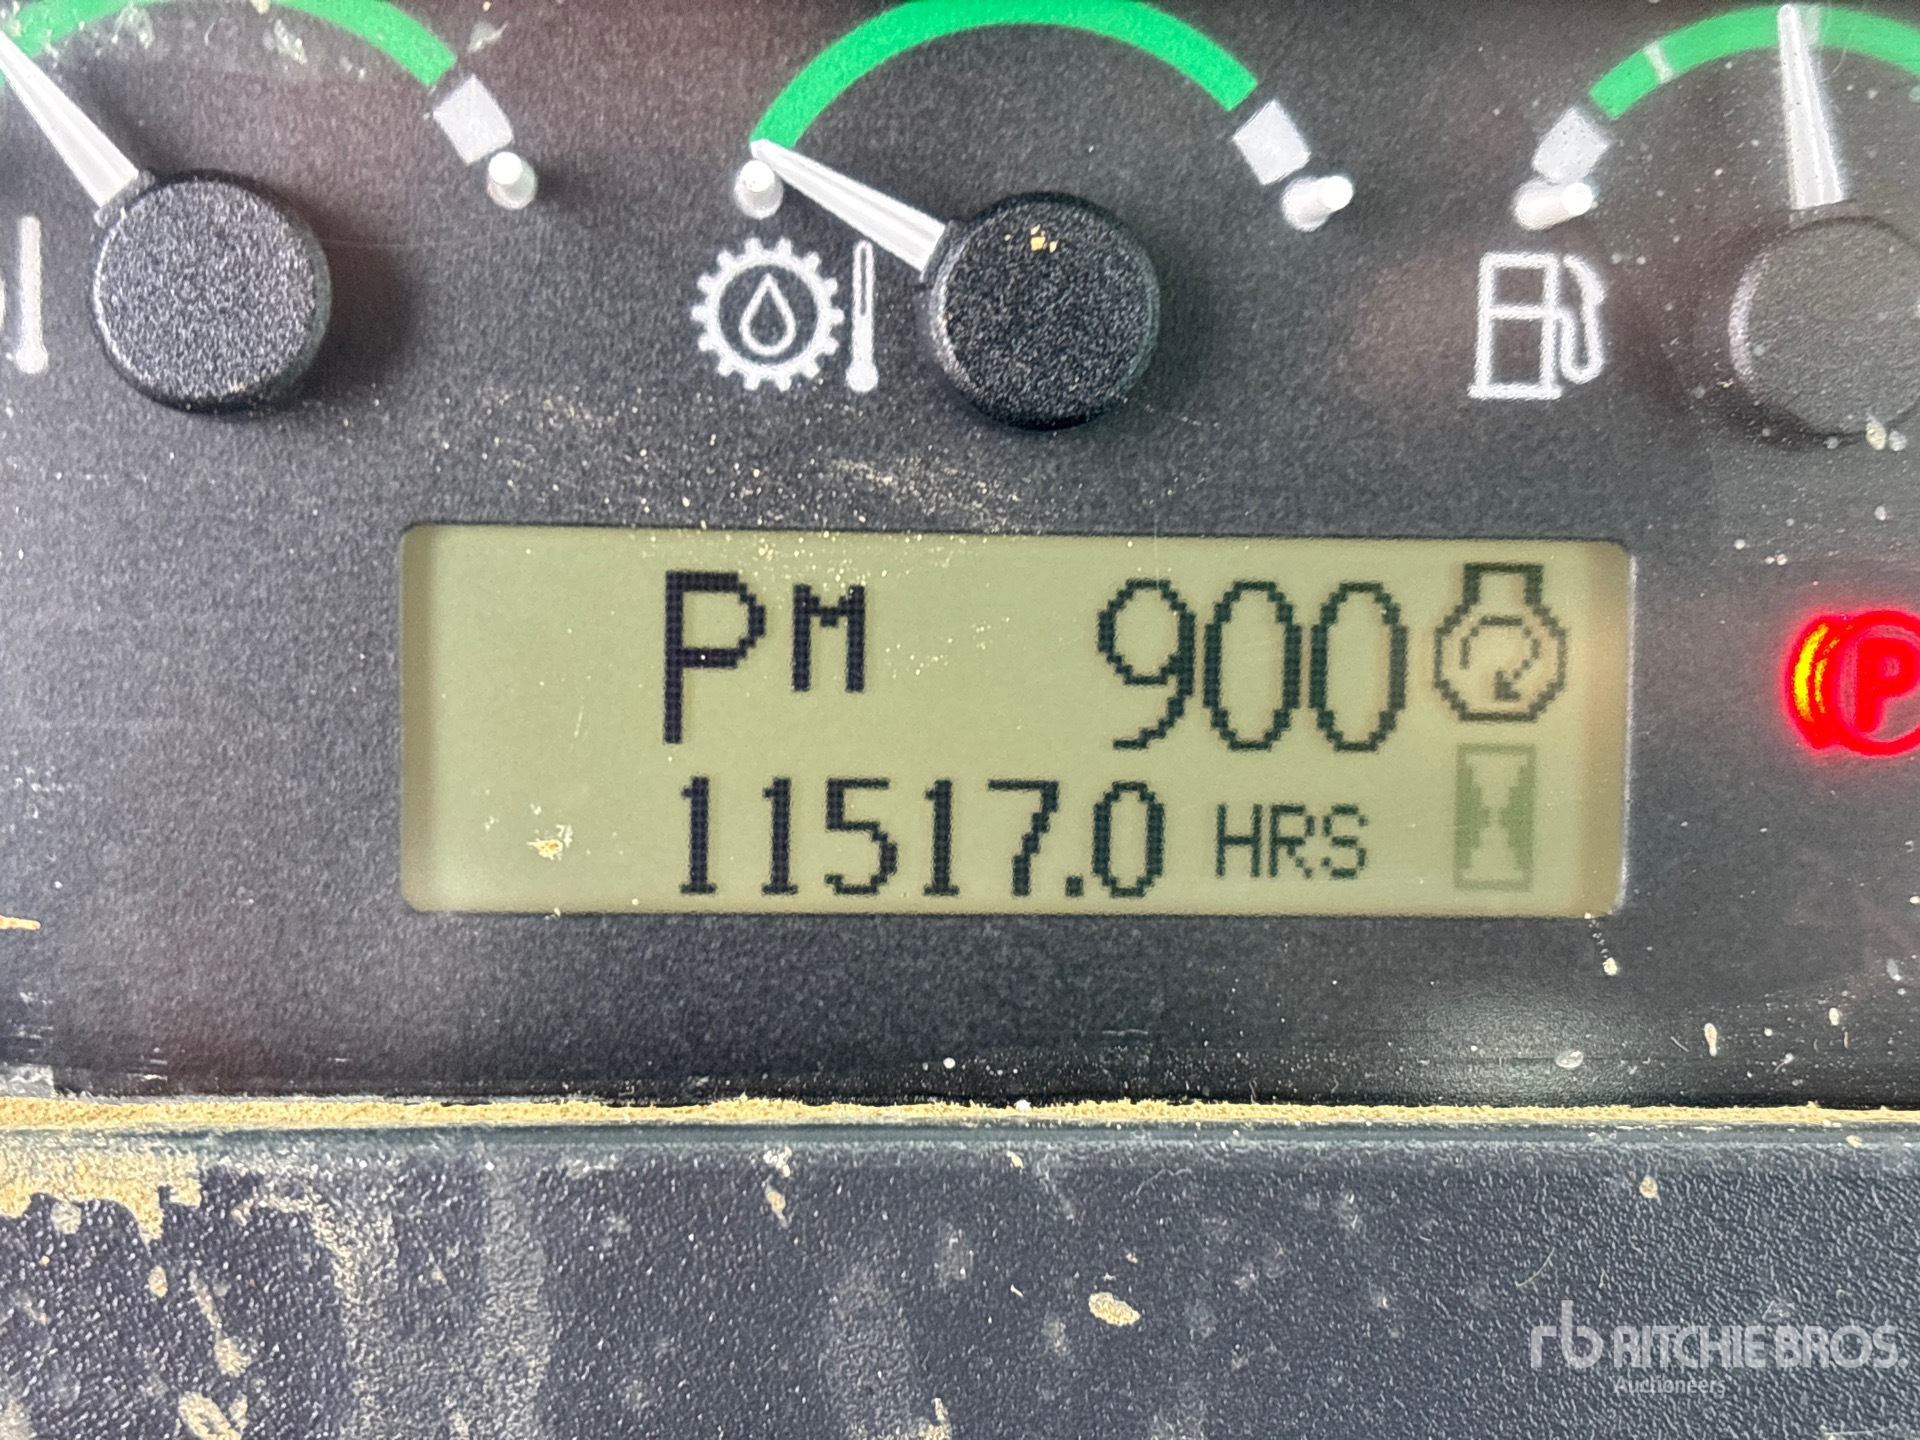 PM 900
11517.0 HRS
P
rb RITCHIE BROS.
Auctioneers